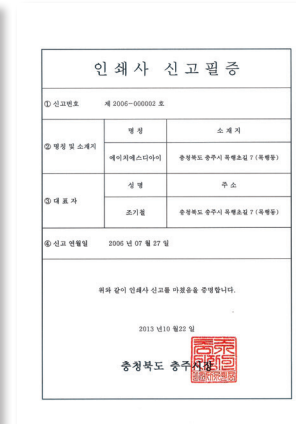 인쇄사 신고필증
① 신고번호 제 2006-000002 호
② 명칭 및 소재지
명칭 소재지
에이치에스디아이 충청북도 충주시 목행초길 7 (목행동)
③ 대표자
성명 주소
조기철 충청북도 충주시 목행초길 7 (목행동)
④ 신고 연월일 2006 년 07 월 27 일
위와 같이 인쇄사 신고를 마쳤음을 증명합니다.
2013 년10 월22 일
충청북도 충주시장